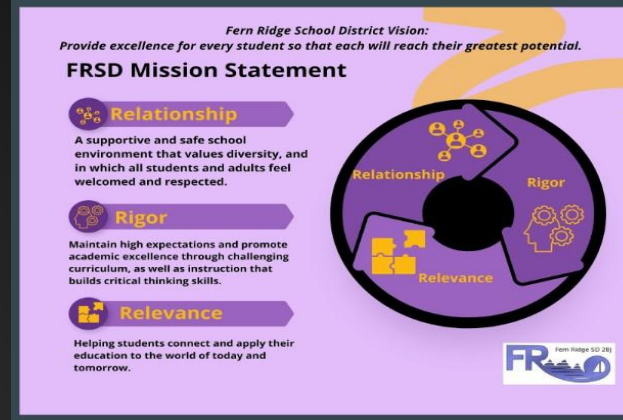 Fern Ridge School District Vision:
Provide excellence for every student so that each will reach their greatest potential.
FRSD Mission Statement
Relationship
A supportive and safe school
environment that values diversity, and
in which all students and adults feel
welcomed and respected.
Rigor
Maintain high expectations and promote
academic excellence through challenging
curriculum, as well as instruction that
builds critical thinking skills.
Relevance
Helping students connect and apply their
education to the world of today and
tomorrow.
Relationship
Rigor
Relevance
Fern Ridge SD 28J
FR